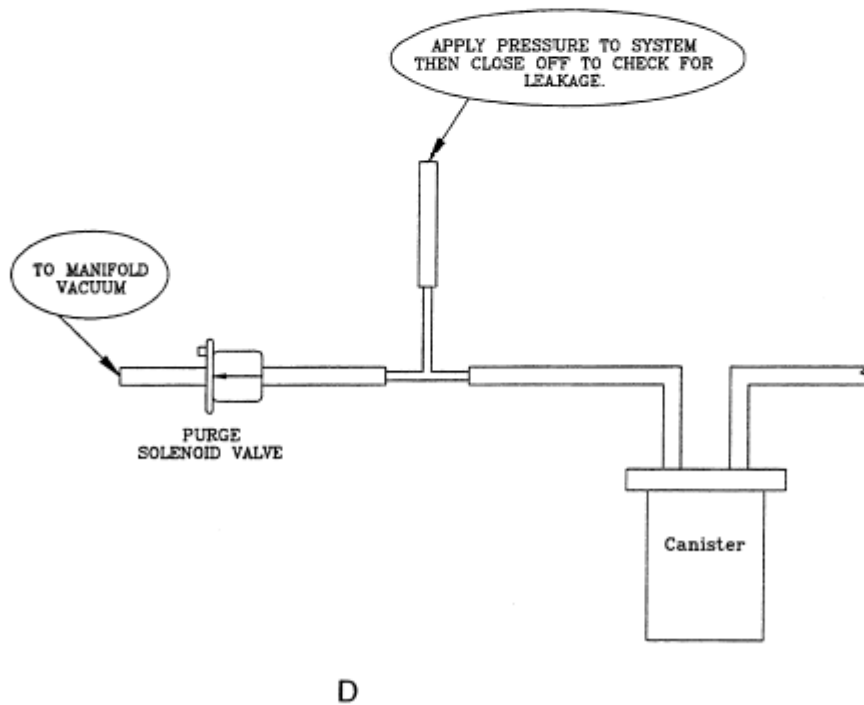 APPLY PRESSURE TO SYSTEM
THEN CLOSE OFF TO CHECK FOR
LEAKAGE.
TO MANIFOLD
VACUUM
PURGE
SOLENOID VALVE
Canister
D